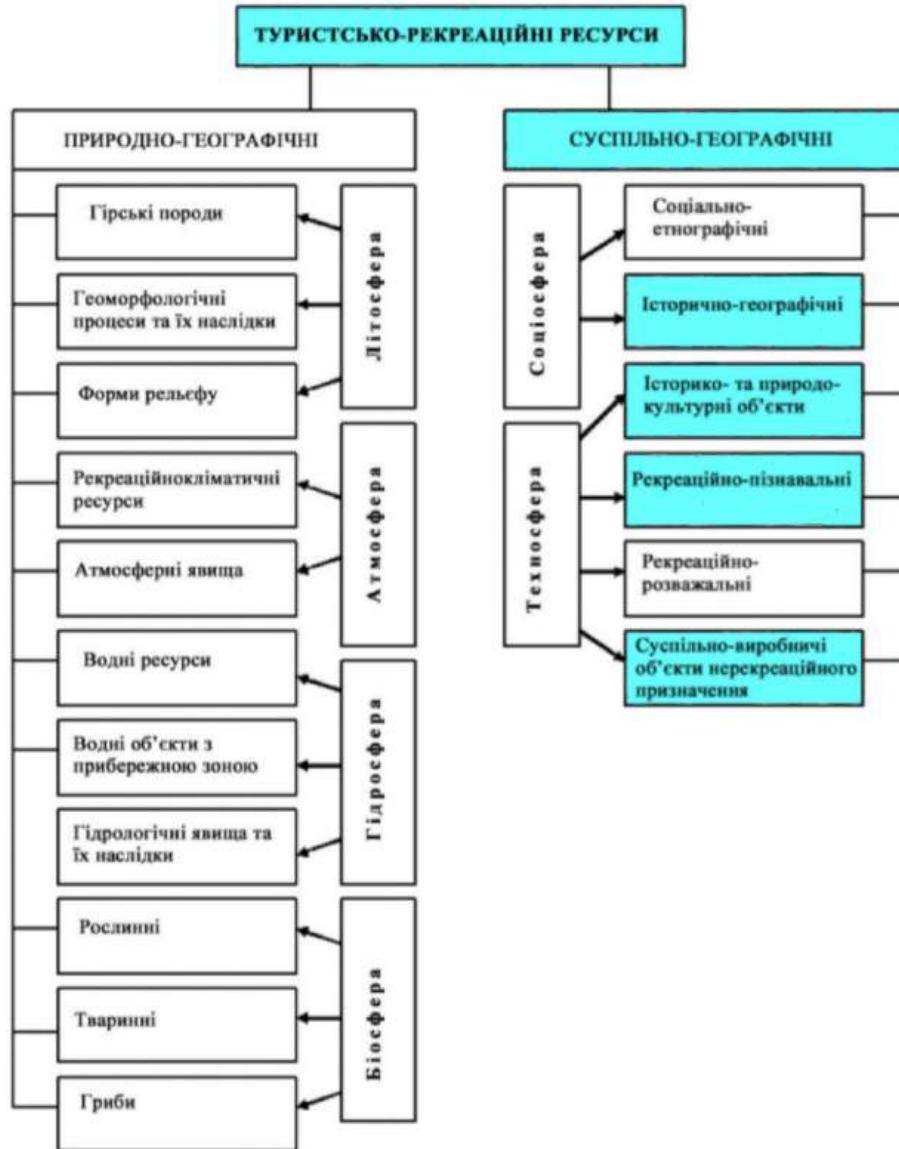 ТУРИСТСЬКО-РЕКРЕАЦІЙНІ РЕСУРСИ
ПРИРОДНО-ГЕОГРАФІЧНІ
Гірські породи
Геоморфологічні
процеси та їх наслідки
Форми рельєфу
Літосфера
Рекреаційнокліматичні
ресурси
Атмосферні явища
Атмосфера
Водні ресурси
Водні об’єкти з
прибережною зоною
Гідрологічні явища та
їх наслідки
Гідросфера
Рослинні
Тваринні
Гриби
Біосфера
СУСПІЛЬНО-ГЕОГРАФІЧНІ
Соціосфера
Соціально-
етнографічні
Історично-географічні
Техносфера
Історико- та природо-
культурні об’єкти
Рекреаційно-пізнавальні
Рекреаційно-
розважальні
Суспільно-виробничі
об’єкти нерекреаційного
призначення